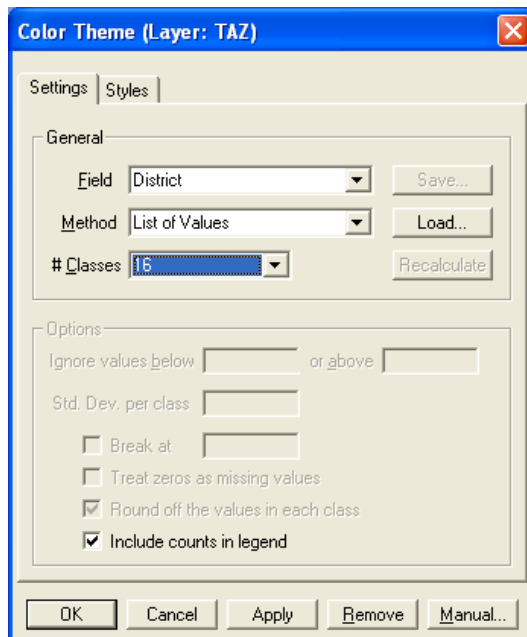 Color Theme (Layer: TAZ)
Settings Styles
General
Field District Save...
Method List of Values Load...
# Classes 16 Recalculate
Options
Ignore values below or above
Std. Dev. per class
Break at
Treat zeros as missing values
Round off the values in each class
Include counts in legend
OK Cancel Apply Remove Manual...